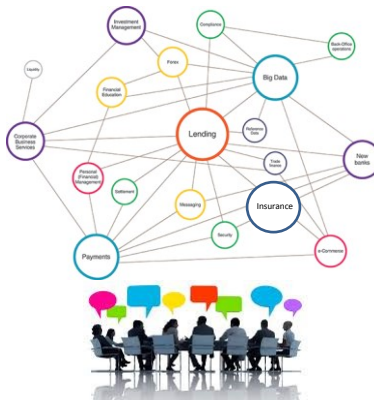 Investment
Management
Compliance
Back-Office
operations
Forex
Liquidity
Big Data
Financial
Education
Lending
Reference
Data
Corporate
Business
Services
New
banks
Trade
finance
Personal
(Financial)
Management
Settlement
Messaging
Insurance
Security
e-Commerce
Payments